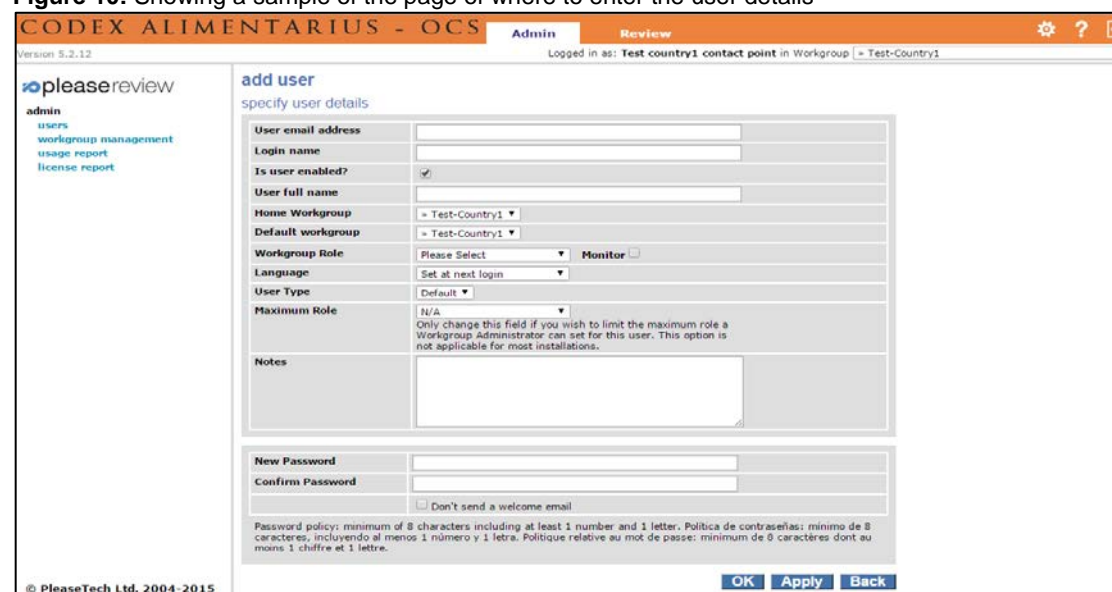 Figure 10: Showing a sample of the page of where to enter the user details
CODEX ALIMENTARIUS - OCS
Admin
Review
Version 5.2.12
Logged in as: Test country1 contact point in Workgroup » Test-Country1
pleasereview
admin
users
workgroup management
usage report
license report
add user
specify user details
User email address
Login name
Is user enabled?
User full name
Home Workgroup » Test-Country1
Default workgroup » Test-Country1
Workgroup Role Please Select Monitor
Language Set at next login
User Type Default
Maximum Role N/A
Only change this field if you wish to limit the maximum role a
Workgroup Administrator can set for this user. This option is
not applicable for most installations.
Notes
New Password
Confirm Password
Don't send a welcome email
Password policy: minimum of 8 characters including at least 1 number and 1 letter. Política de contraseñas: mínimo de 8
caracteres, incluyendo al menos 1 número y 1 letra. Politique relative au mot de passe: minimum de 8 caractères dont au
moins 1 chiffre et 1 lettre.
OK Apply Back
© PleaseTech Ltd. 2004-2015